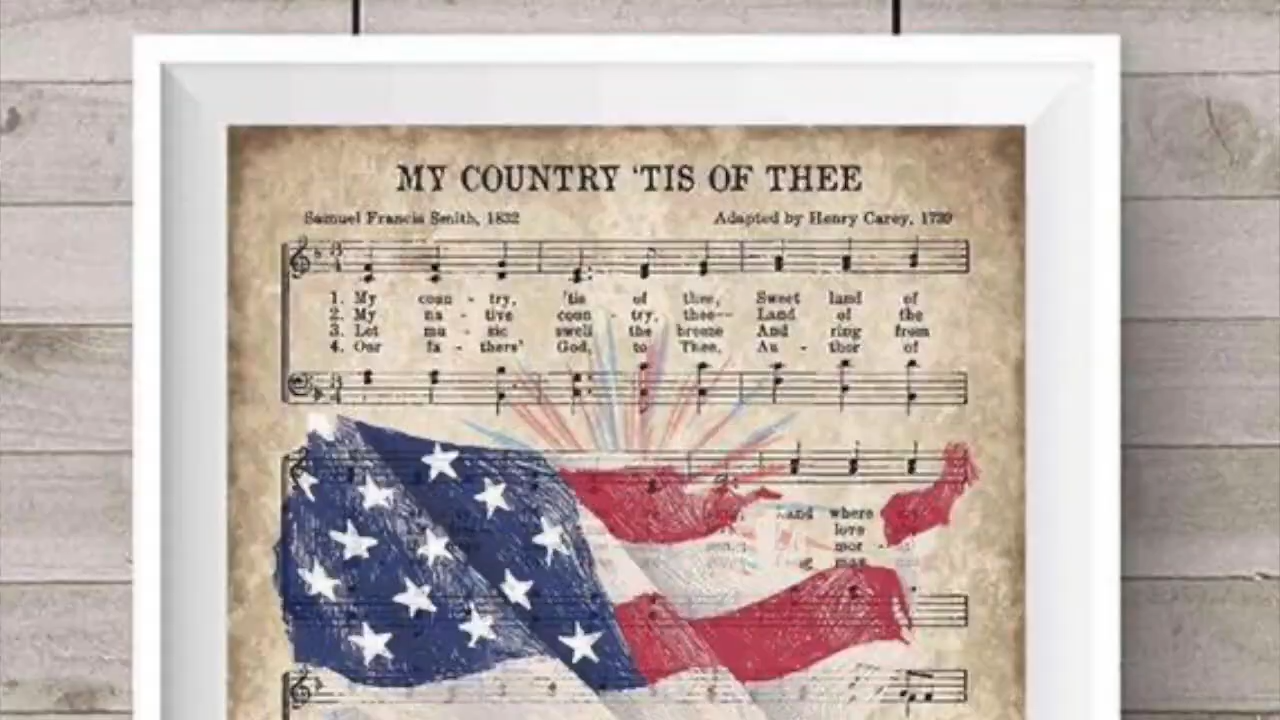 MY COUNTRY 'TIS OF THEE
Samuel Francis Smith, 1832 Adapted by Henry Carey, 1739
1. My coun - try, 'tis of thee, Sweet land of
2. My na - tive coun - try, thee— Land of the
3. Let mu - sic swell the breeze And ring from
4. Our fa - thers' God, to Thee, Au - thor of
Land where
love
mor -